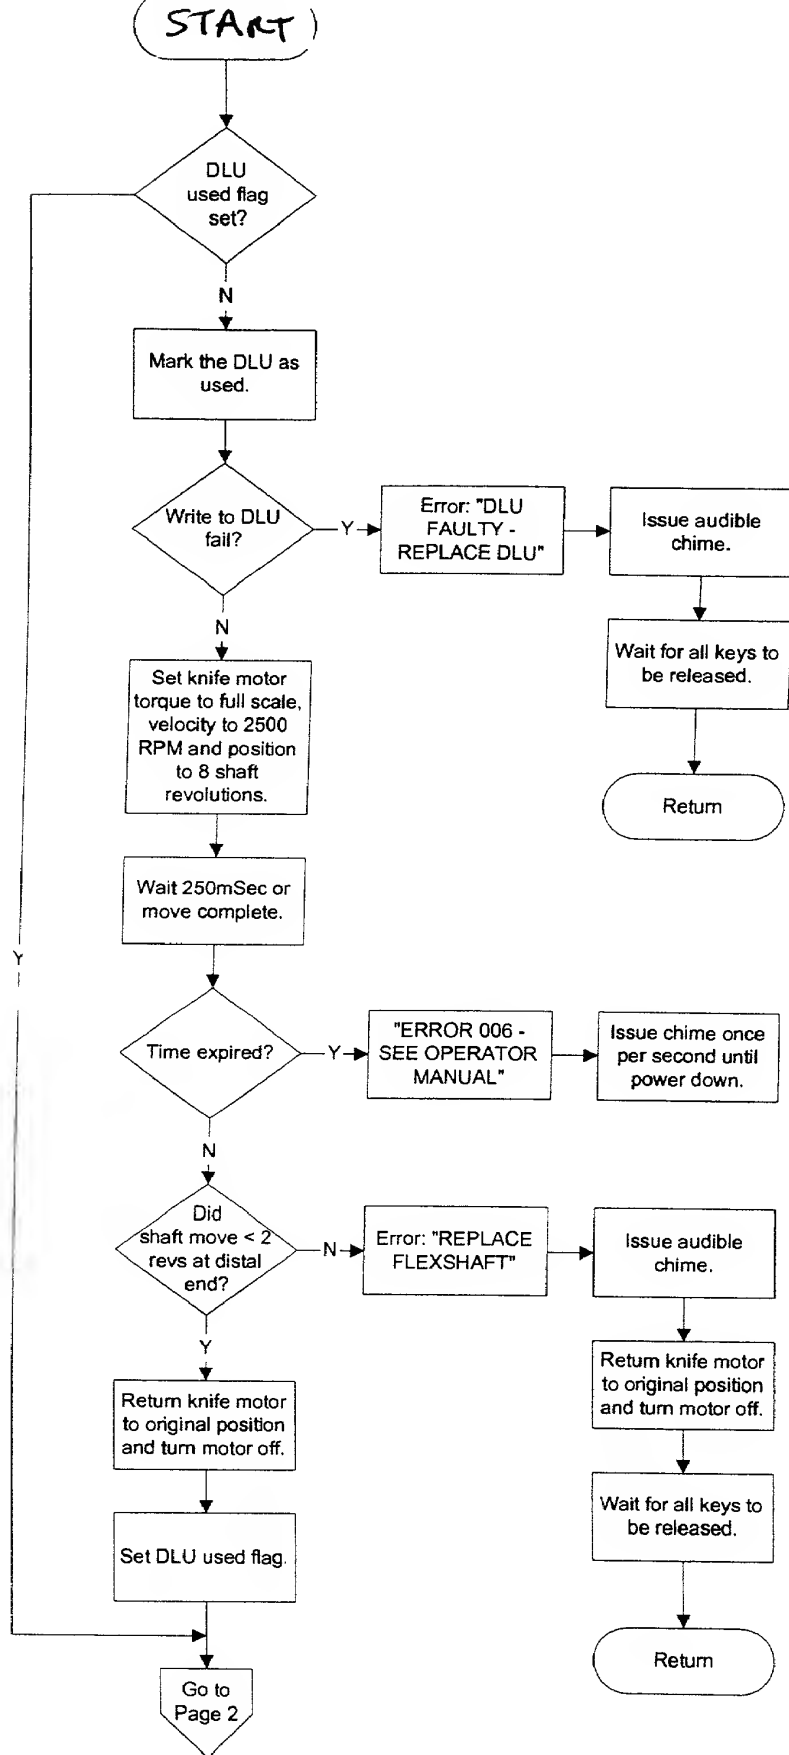 START
DLU
used flag
set?
N
Mark the DLU as
used.
Write to DLU
fail?
Y
Error: "DLU
FAULTY -
REPLACE DLU"
Issue audible
chime.
Wait for all keys to
be released.
Return
N
Set knife motor
torque to full scale,
velocity to 2500
RPM and position
to 8 shaft
revolutions.
Wait 250mSec or
move complete.
Y
Time expired?
Y
"ERROR 006 -
SEE OPERATOR
MANUAL"
Issue chime once
per second until
power down.
N
Did
shaft move < 2
revs at distal
end?
N
Error: "REPLACE
FLEXSHAFT"
Issue audible
chime.
Return knife motor
to original position
and turn motor off.
Wait for all keys to
be released.
Return
Y
Return knife motor
to original position
and turn motor off.
Set DLU used flag.
Go to
Page 2